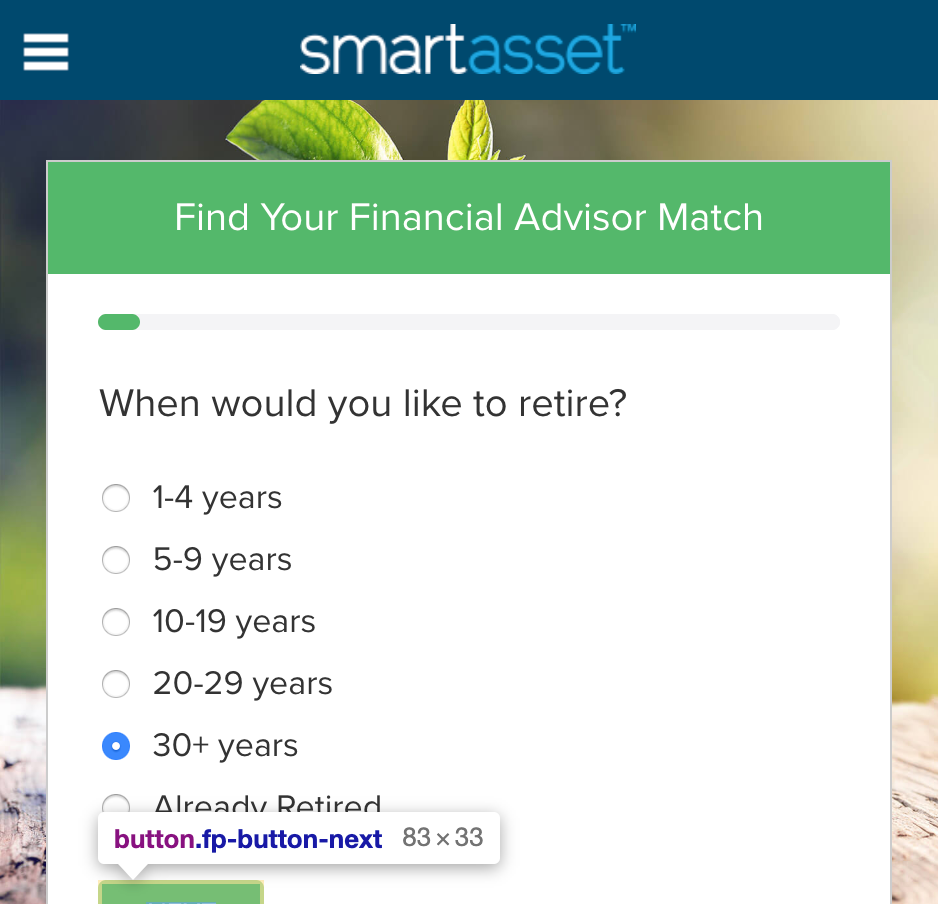 smartasset™
Find Your Financial Advisor Match
When would you like to retire?
1-4 years
5-9 years
10-19 years
20-29 years
30+ years
Already Retired
button.fp-button-next 83 × 33